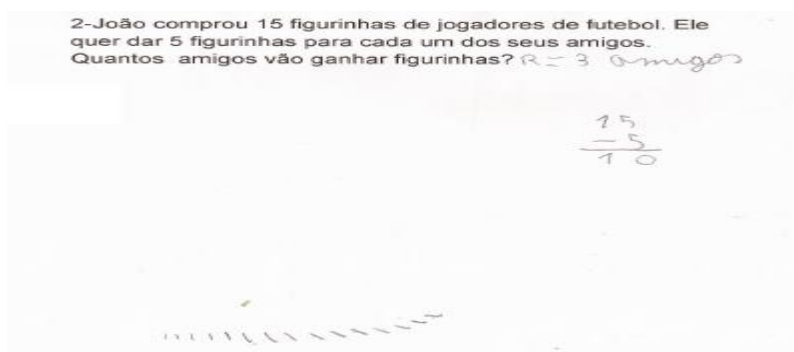 2-João comprou 15 figurinhas de jogadores de futebol. Ele
quer dar 5 figurinhas para cada um dos seus amigos.
Quantos amigos vão ganhar figurinhas? R = 3 amigos
15
- 5
10